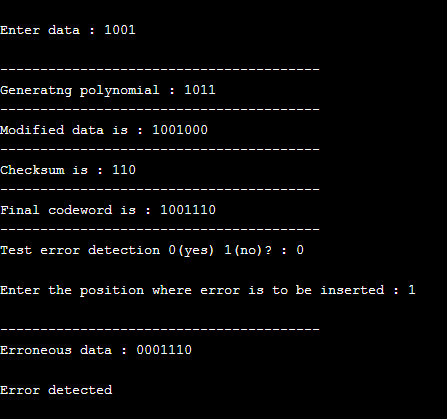 Enter data : 1001
----------------------------------------
Generatng polynomial : 1011
----------------------------------------
Modified data is : 1001000
----------------------------------------
Checksum is : 110
----------------------------------------
Final codeword is : 1001110
----------------------------------------
Test error detection 0(yes) 1(no)? : 0
Enter the position where error is to be inserted : 1
----------------------------------------
Erroneous data : 0001110
Error detected